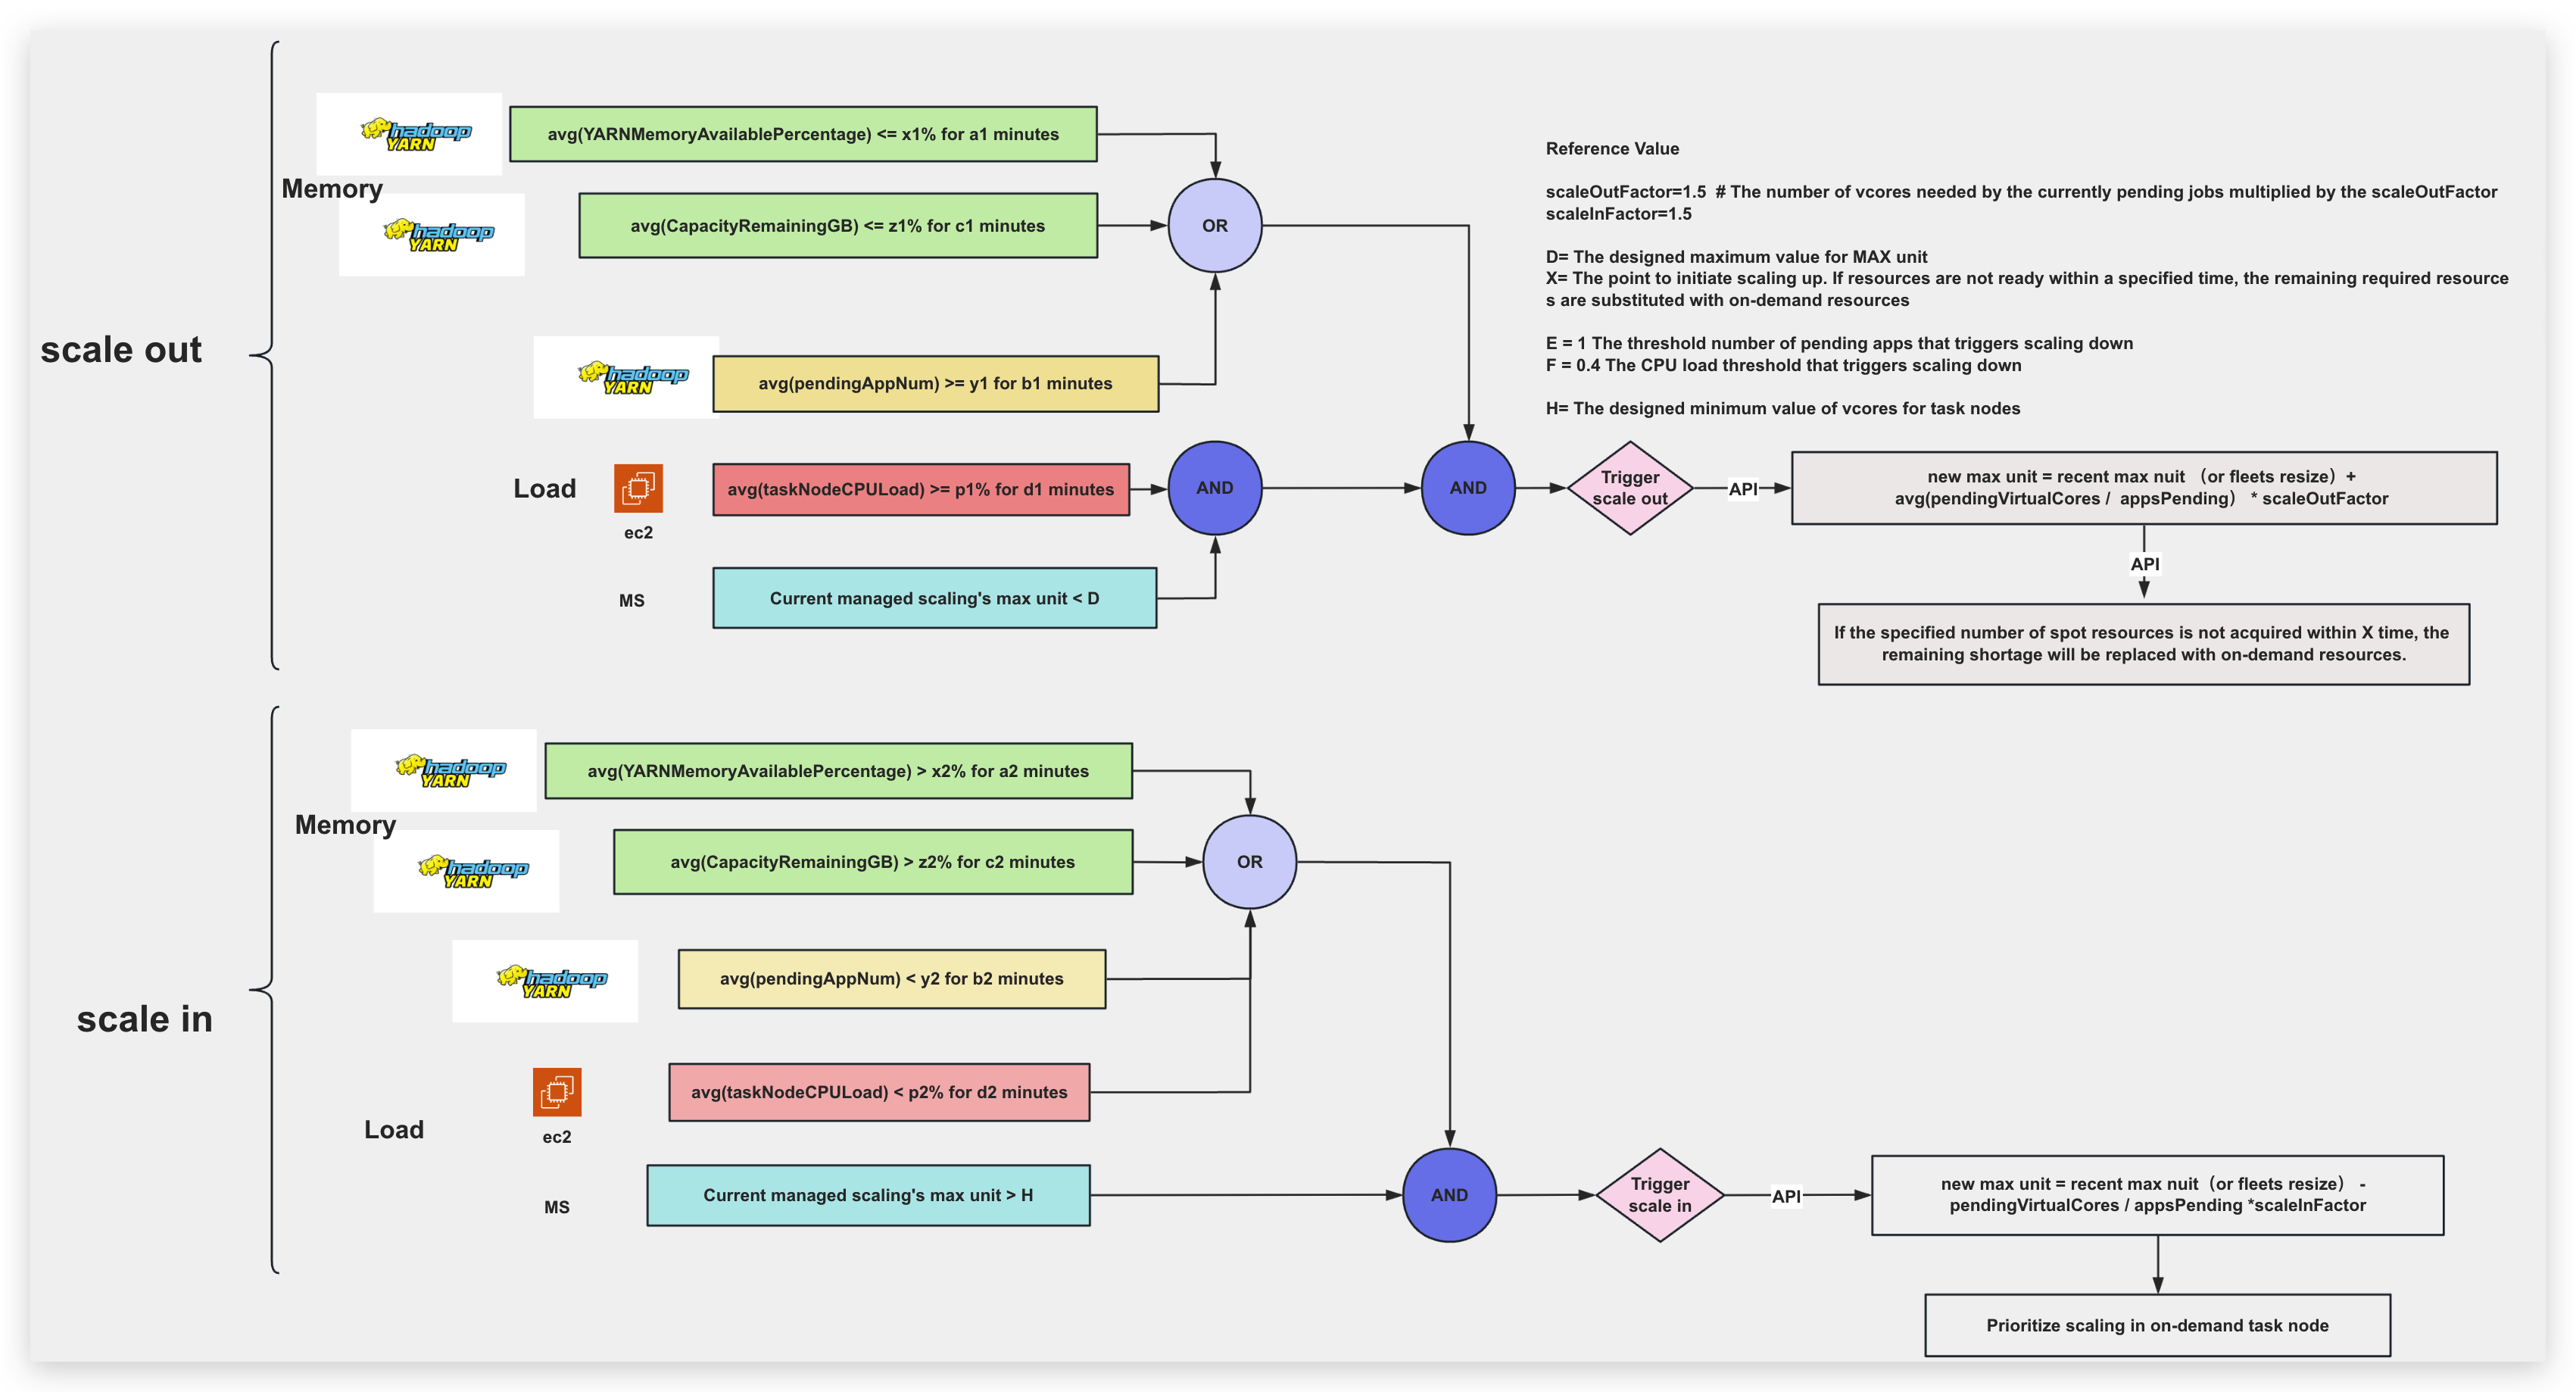 scale out
Memory
hadoop
YARN
avg(YARNMemoryAvailablePercentage) <= x1% for a1 minutes
hadoop
YARN
avg(CapacityRemainingGB) <= z1% for c1 minutes
OR
hadoop
YARN
avg(pendingAppNum) >= y1 for b1 minutes
Load
ec2
avg(taskNodeCPULoad) >= p1% for d1 minutes
AND
AND
Trigger
scale out
API
new max unit = recent max nuit （or fleets resize）+
avg(pendingVirtualCores / appsPending） * scaleOutFactor
MS
Current managed scaling's max unit < D
API
If the specified number of spot resources is not acquired within X time, the
remaining shortage will be replaced with on-demand resources.
Reference Value
scaleOutFactor=1.5 # The number of vcores needed by the currently pending jobs multiplied by the scaleOutFactor
scaleInFactor=1.5
D= The designed maximum value for MAX unit
X= The point to initiate scaling up. If resources are not ready within a specified time, the remaining required resource
s are substituted with on-demand resources
E = 1 The threshold number of pending apps that triggers scaling down
F = 0.4 The CPU load threshold that triggers scaling down
H= The designed minimum value of vcores for task nodes
scale in
Memory
hadoop
YARN
avg(YARNMemoryAvailablePercentage) > x2% for a2 minutes
hadoop
YARN
avg(CapacityRemainingGB) > z2% for c2 minutes
OR
hadoop
YARN
avg(pendingAppNum) < y2 for b2 minutes
Load
ec2
avg(taskNodeCPULoad) < p2% for d2 minutes
MS
Current managed scaling's max unit > H
AND
Trigger
scale in
API
new max unit = recent max nuit（or fleets resize） -
pendingVirtualCores / appsPending *scaleInFactor
Prioritize scaling in on-demand task node